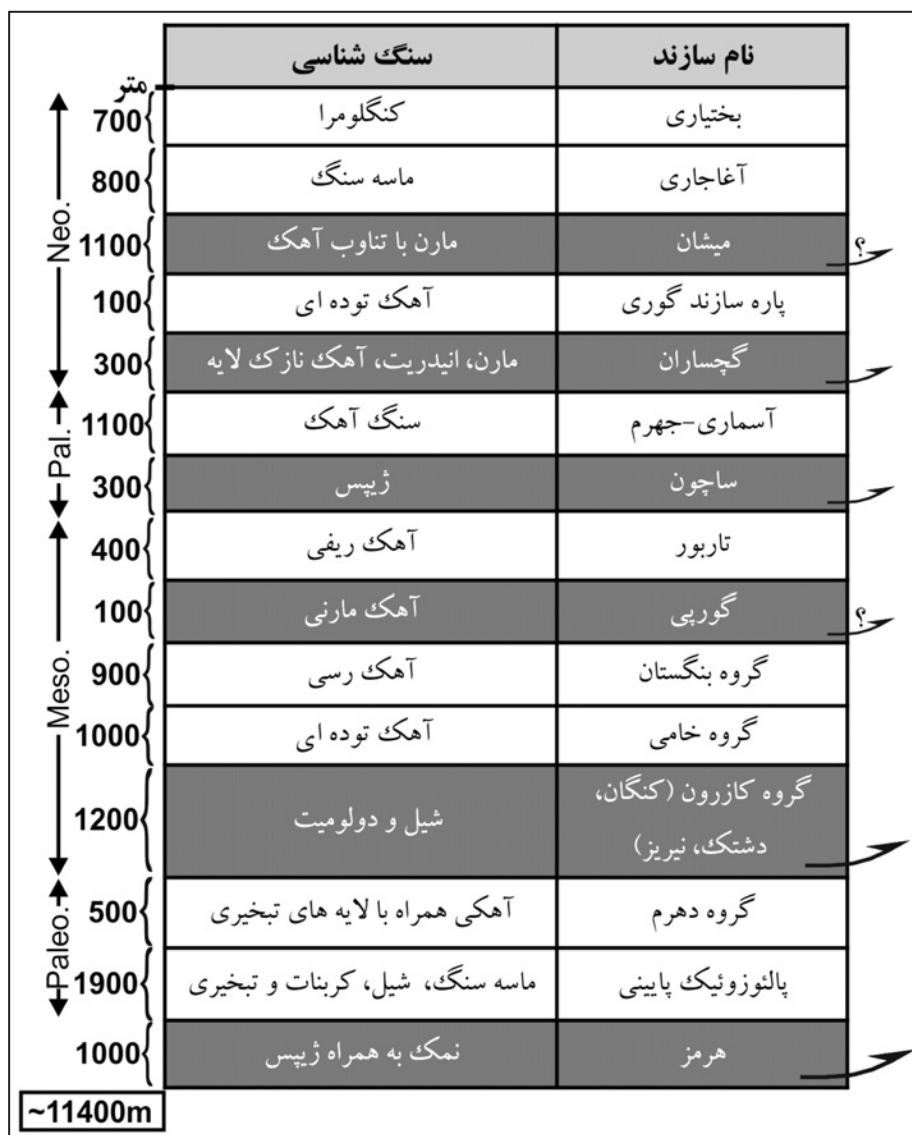 نام سازند سنگ شناسی
متر
بختیاری کنگلومرا 700
آغاجاری ماسه سنگ 800
؟ میشان مارن با تناوب آهک 1100
پاره سازند گوری آهک توده ای 100
گچساران مارن، انیدریت، آهک نازک لایه 300
آسماری-جهرم سنگ آهک 1100
ساچون ژیپس 300
تاربور آهک ریفی 400
؟ گورپی آهک مارنی 100
گروه بنگستان آهک رسی 900
گروه خامی آهک توده ای 1000
گروه کازرون (کنگان،
دشتک، نیریز) شیل و دولومیت 1200
گروه دهرم آهکی همراه با لایه های تبخیری 500
پالئوزوئیک پایینی ماسه سنگ، شیل، کربنات و تبخیری 1900
هرمز نمک به همراه ژیپس 1000
~11400m
Neo.
Pal.
Meso.
Paleo.